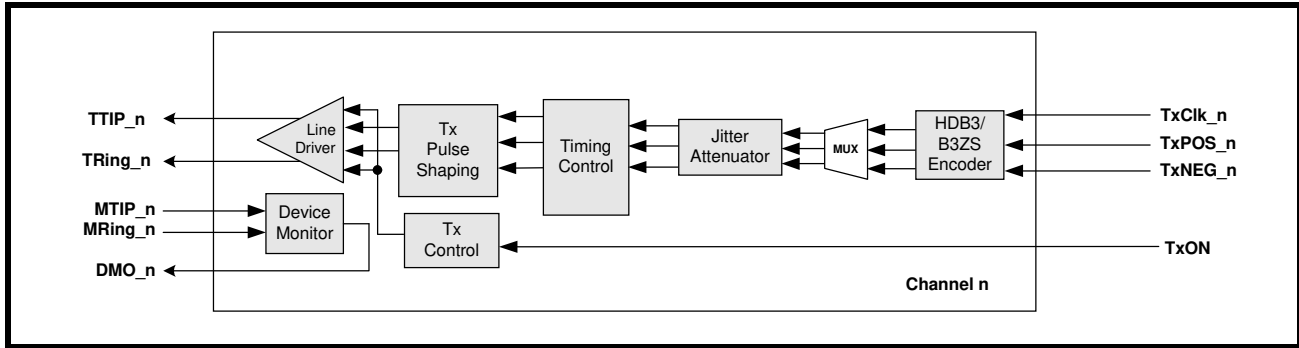 TTIP_n
TRing_n
MTIP_n
MRing_n
DMO_n
Line
Driver
Device
Monitor
Tx
Pulse
Shaping
Tx
Control
Timing
Control
Jitter
Attenuator
MUX
HDB3/
B3ZS
Encoder
TxClk_n
TxPOS_n
TxNEG_n
TxON
Channel n